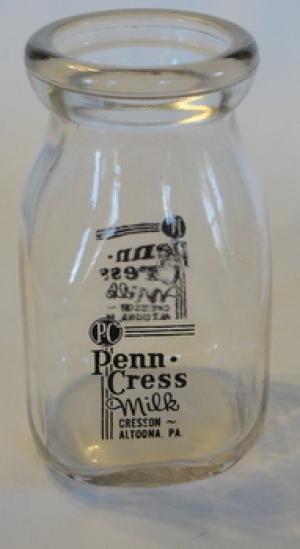 PC
Penn.
Cress
Milk
CRESSON ~
ALTOONA, PA.